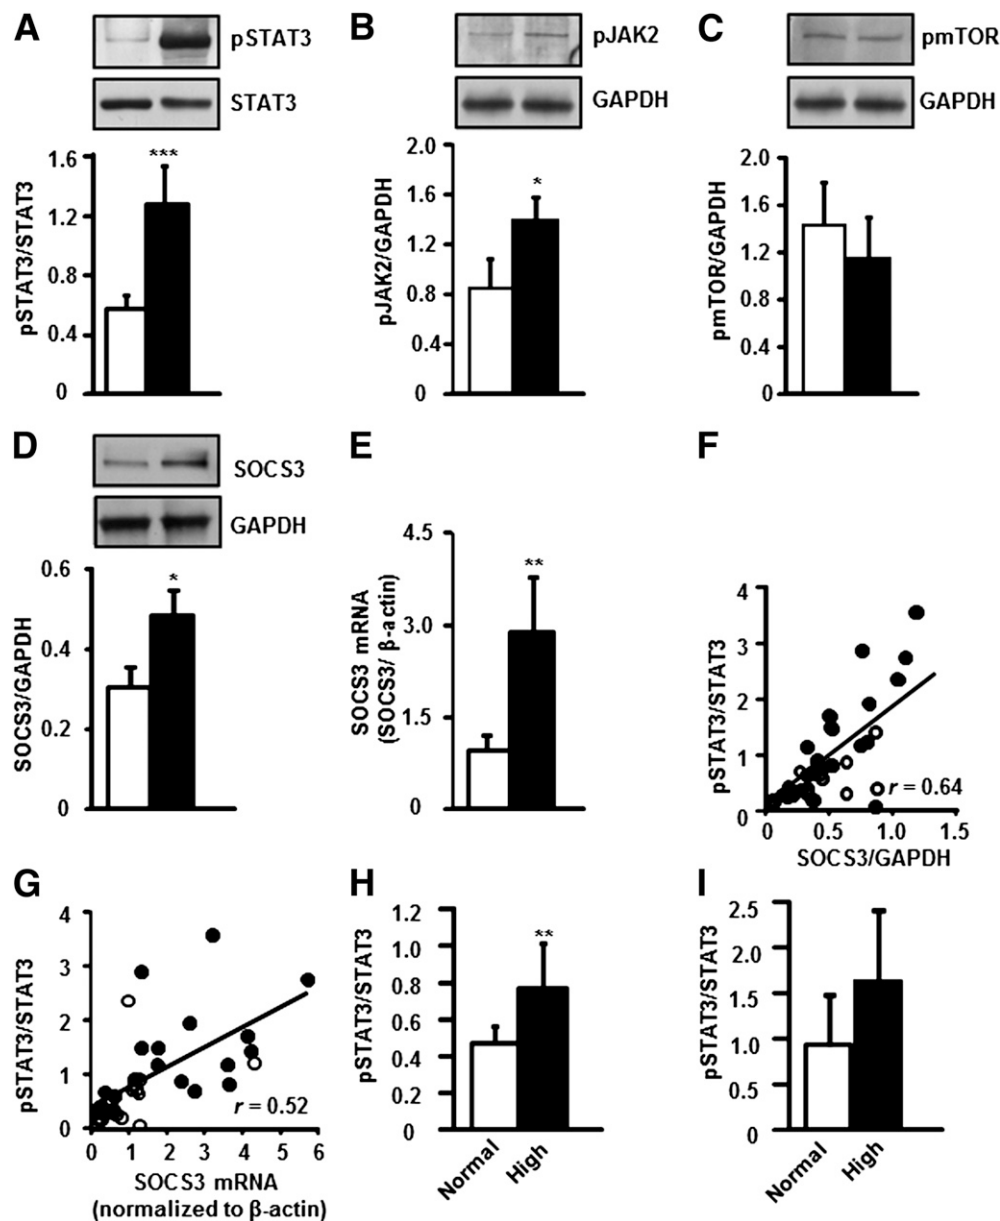 A
pSTAT3
STAT3
***
1.6
1.2
0.8
0.4
0
pSTAT3/STAT3
B
pJAK2
GAPDH
*
2.0
1.6
1.2
0.8
0.4
0
pJAK2/GAPDH
C
pmTOR
GAPDH
2.0
1.6
1.2
0.8
0.4
0
pmTOR/GAPDH
D
SOCS3
GAPDH
*
0.6
0.4
0.2
0
SOCS3/GAPDH
E
**
4.5
3.0
1.5
0
SOCS3 mRNA
(SOCS3/ β-actin)
F
4
3
2
1
0
pSTAT3/STAT3
r = 0.64
0 0.5 1.0 1.5
SOCS3/GAPDH
G
4
3
2
1
0
pSTAT3/STAT3
r = 0.52
0 1 2 3 4 5 6
SOCS3 mRNA
(normalized to β-actin)
H
**
1.2
1.0
0.8
0.6
0.4
0.2
0
pSTAT3/STAT3
Normal High
I
2.5
2.0
1.5
1.0
0.5
0
pSTAT3/STAT3
Normal High